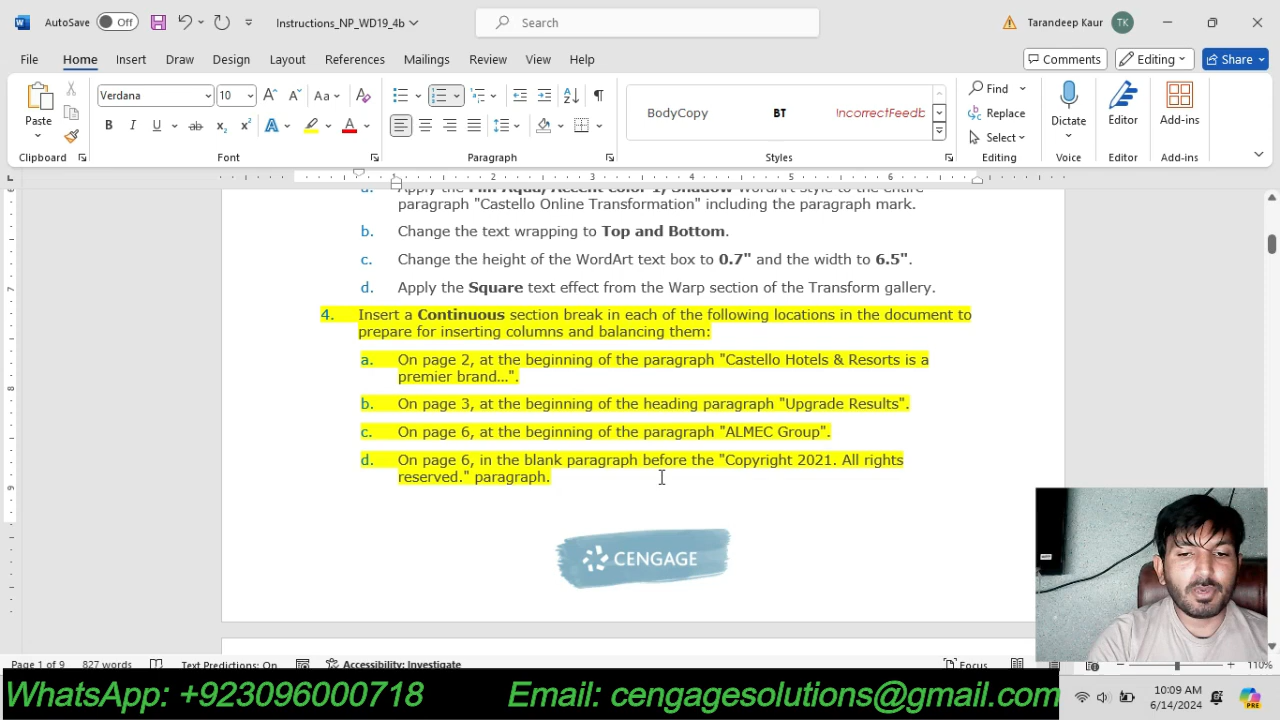 AutoSave Off Instructions_NP_WD19_4b Search Tarandeep Kaur TK
File Home Insert Draw Design Layout References Mailings Review View Help Comments Editing Share
Paste Verdana 10 Aa BodyCopy BT IncorrectFeedb Find Replace Select Dictate Editor Add-ins
Clipboard Font Paragraph Styles Editing Voice Editor Add-ins
paragraph "Castello Online Transformation" including the paragraph mark.
b. Change the text wrapping to Top and Bottom.
c. Change the height of the WordArt text box to 0.7" and the width to 6.5".
d. Apply the Square text effect from the Warp section of the Transform gallery.
4. Insert a Continuous section break in each of the following locations in the document to
prepare for inserting columns and balancing them:
a. On page 2, at the beginning of the paragraph "Castello Hotels & Resorts is a
premier brand…".
b. On page 3, at the beginning of the heading paragraph "Upgrade Results".
c. On page 6, at the beginning of the paragraph "ALMEC Group".
d. On page 6, in the blank paragraph before the "Copyright 2021. All rights
reserved." paragraph.
CENGAGE
Page 1 of 9 827 words Text Predictions: On Accessibility: Investigate Focus 110%
WhatsApp: +923096000718 Email: cengagesolutions@gmail.com
10:09 AM
6/14/2024
PRE